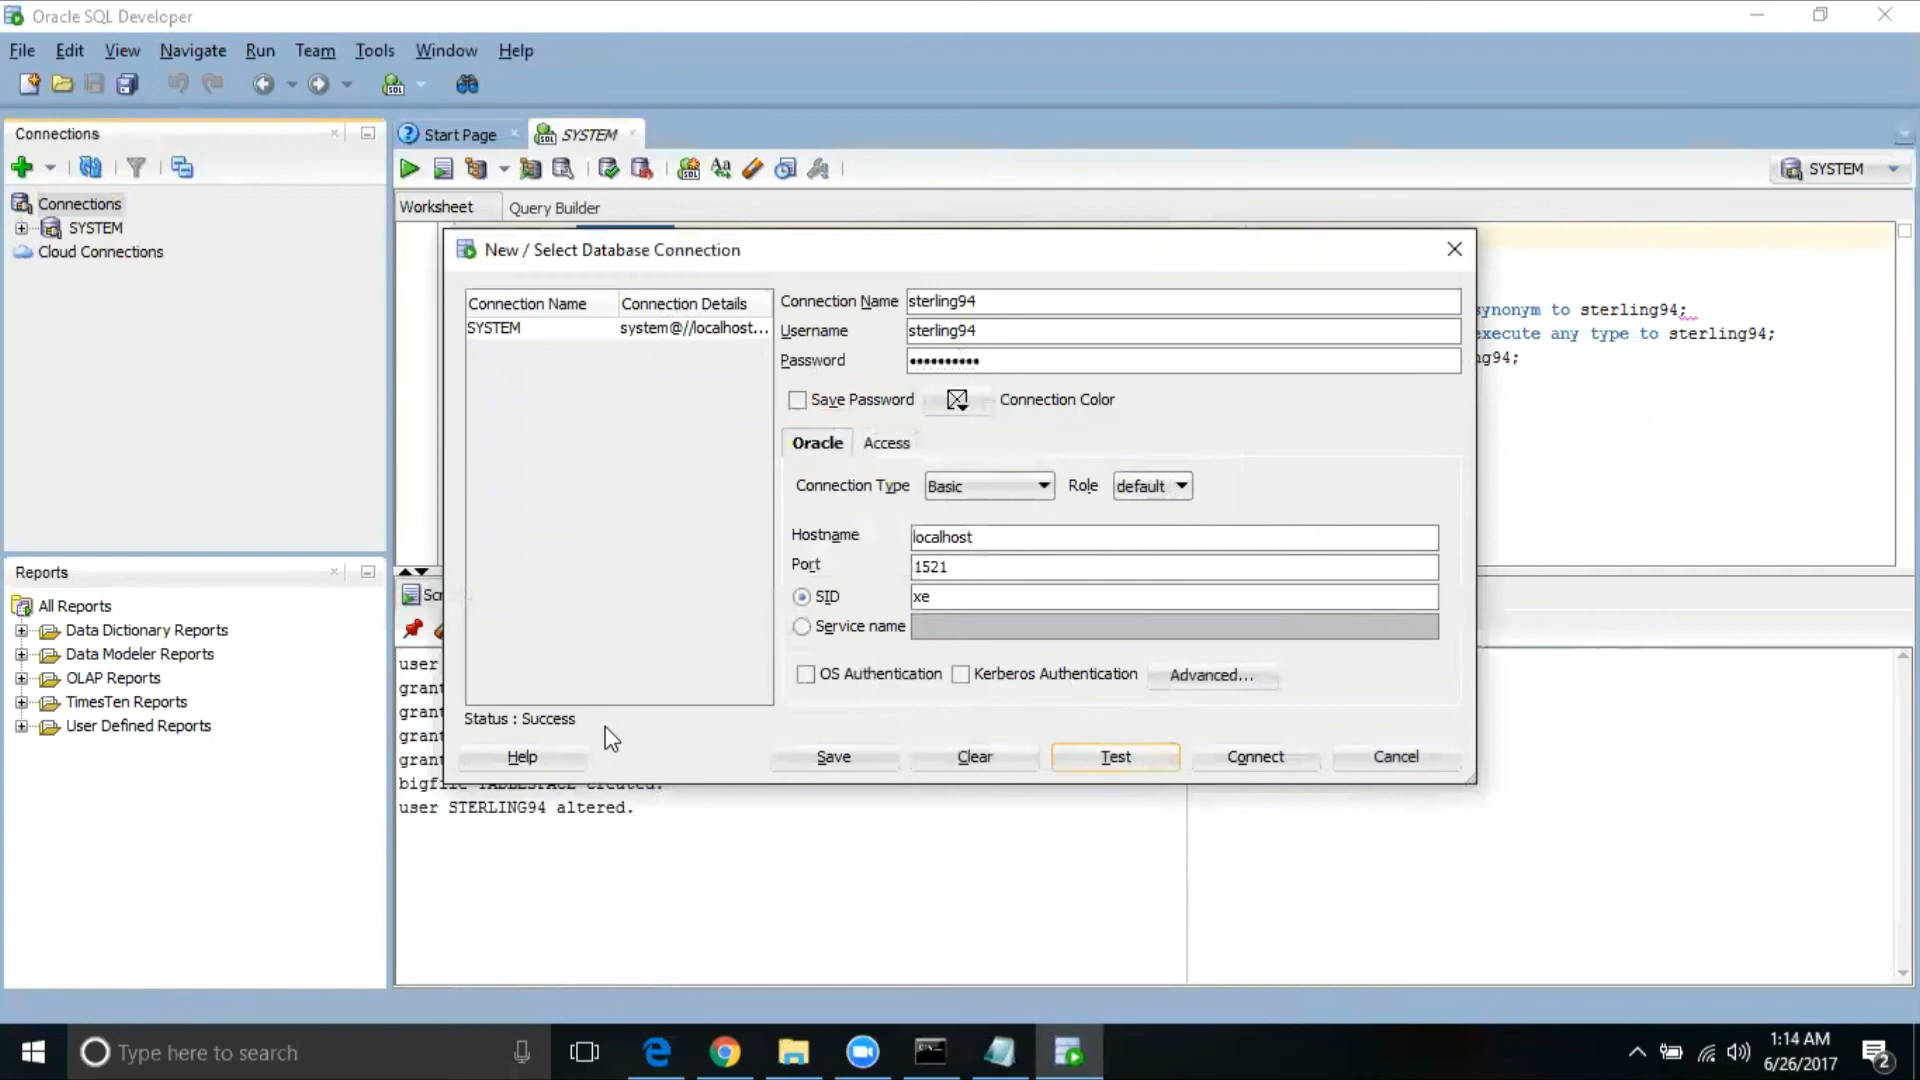 Oracle SQL Developer
File Edit View Navigate Run Team Tools Window Help
Connections
Start Page
SYSTEM
SYSTEM
Connections
SYSTEM
Cloud Connections
Worksheet
Query Builder
New / Select Database Connection
Connection Name Connection Details
SYSTEM system@//localhost...
Connection Name sterling94
Username sterling94
Password ••••••••••
Save Password Connection Color
Oracle Access
Connection Type Basic Role default
Hostname localhost
Port 1521
SID xe
Service name
OS Authentication Kerberos Authentication Advanced...
Status : Success
Help Save Clear Test Connect Cancel
synonym to sterling94;
execute any type to sterling94;
Reports
All Reports
Data Dictionary Reports
Data Modeler Reports
OLAP Reports
TimesTen Reports
User Defined Reports
user
grant
grant
grant
grant
user STERLING94 altered.
Type here to search
1:14 AM
6/26/2017
2